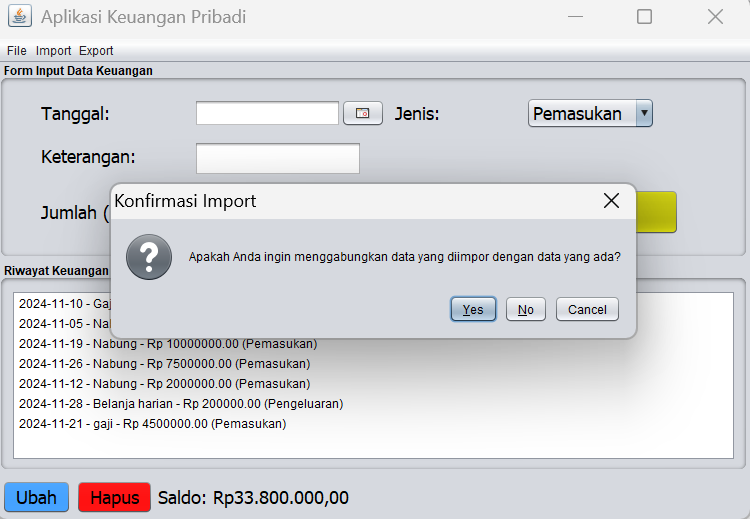 Aplikasi Keuangan Pribadi
File Import Export
Form Input Data Keuangan
Tanggal:
Jenis:
Pemasukan
Keterangan:
Jumlah (
Konfirmasi Import
Apakah Anda ingin menggabungkan data yang diimpor dengan data yang ada?
Yes
No
Cancel
Riwayat Keuangan
2024-11-10 - Gaji
2024-11-05 -
2024-11-19 - Nabung - Rp 10000000.00 (Pemasukan)
2024-11-26 - Nabung - Rp 7500000.00 (Pemasukan)
2024-11-12 - Nabung - Rp 2000000.00 (Pemasukan)
2024-11-28 - Belanja harian - Rp 200000.00 (Pengeluaran)
2024-11-21 - gaji - Rp 4500000.00 (Pemasukan)
Ubah
Hapus
Saldo: Rp33.800.000,00